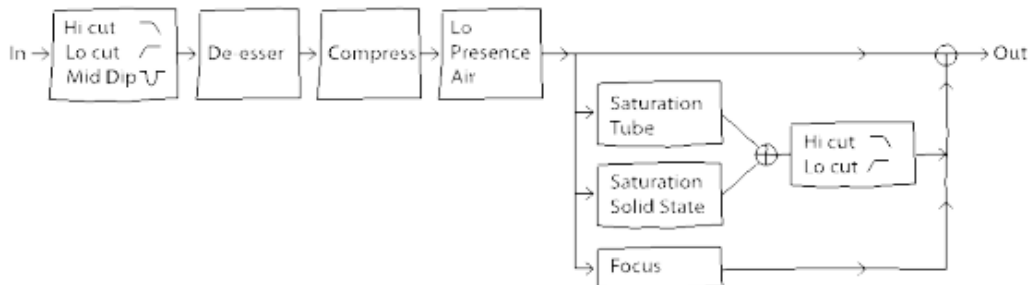 In
Hi cut
Lo cut
Mid Dip
De-esser
Compress
Lo
Presence
Air
Out
Saturation
Tube
Saturation
Solid State
Hi cut
Lo cut
Focus